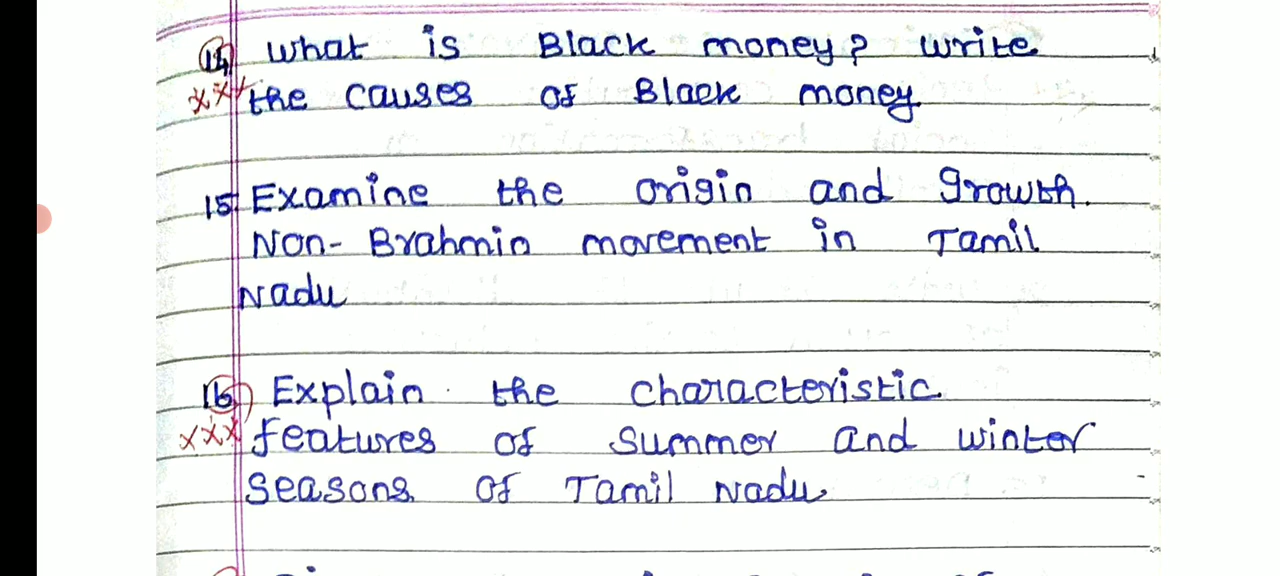 14) What is Black money? write
xxx the causes of Black money
15 Examine the origin and growth.
Non-Brahmin movement in Tamil
Nadu
16) Explain the characteristic
xxx features of summer and winter
seasons of Tamil Nadu.